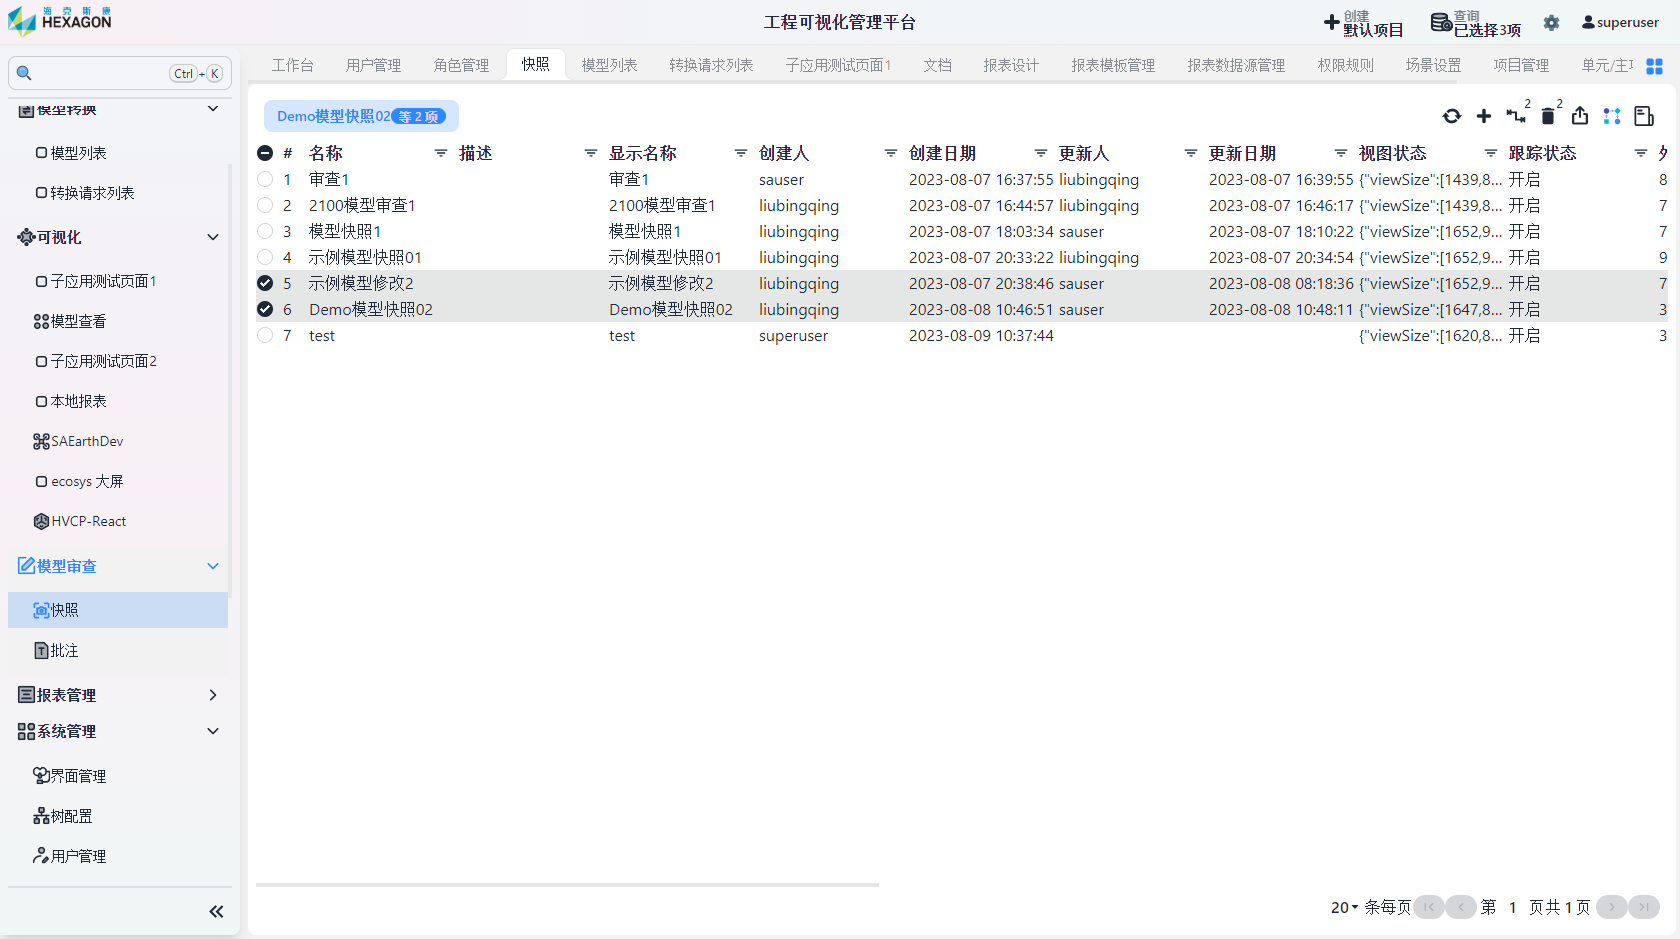 海克斯康
HEXAGON
工程可视化管理平台
创建
默认项目
查询
已选择3项
superuser
Ctrl + K
模型转换
模型列表
转换请求列表
可视化
子应用测试页面1
模型查看
子应用测试页面2
本地报表
SAEarthDev
ecosys 大屏
HVCP-React
模型审查
快照
批注
报表管理
系统管理
界面管理
树配置
用户管理
工作台 用户管理 角色管理 快照 模型列表 转换请求列表 子应用测试页面1 文档 报表设计 报表模板管理 报表数据源管理 权限规则 场景设置 项目管理 单元/主项
Demo模型快照02 等 2 项
2 2
# 名称 描述 显示名称 创建人 创建日期 更新人 更新日期 视图状态 跟踪状态
1 审查1 审查1 sauser 2023-08-07 16:37:55 liubingqing 2023-08-07 16:39:55 {"viewSize":[1439,8... 开启 8
2 2100模型审查1 2100模型审查1 liubingqing 2023-08-07 16:44:57 liubingqing 2023-08-07 16:46:17 {"viewSize":[1439,8... 开启 7
3 模型快照1 模型快照1 liubingqing 2023-08-07 18:03:34 sauser 2023-08-07 18:10:22 {"viewSize":[1652,9... 开启 7
4 示例模型快照01 示例模型快照01 liubingqing 2023-08-07 20:33:22 liubingqing 2023-08-07 20:34:54 {"viewSize":[1652,9... 开启 9
5 示例模型修改2 示例模型修改2 liubingqing 2023-08-07 20:38:46 sauser 2023-08-08 08:18:36 {"viewSize":[1652,9... 开启 7
6 Demo模型快照02 Demo模型快照02 liubingqing 2023-08-08 10:46:51 sauser 2023-08-08 10:48:11 {"viewSize":[1647,8... 开启 3
7 test test superuser 2023-08-09 10:37:44 {"viewSize":[1620,8... 开启 3
20 条每页 第 1 页共 1 页